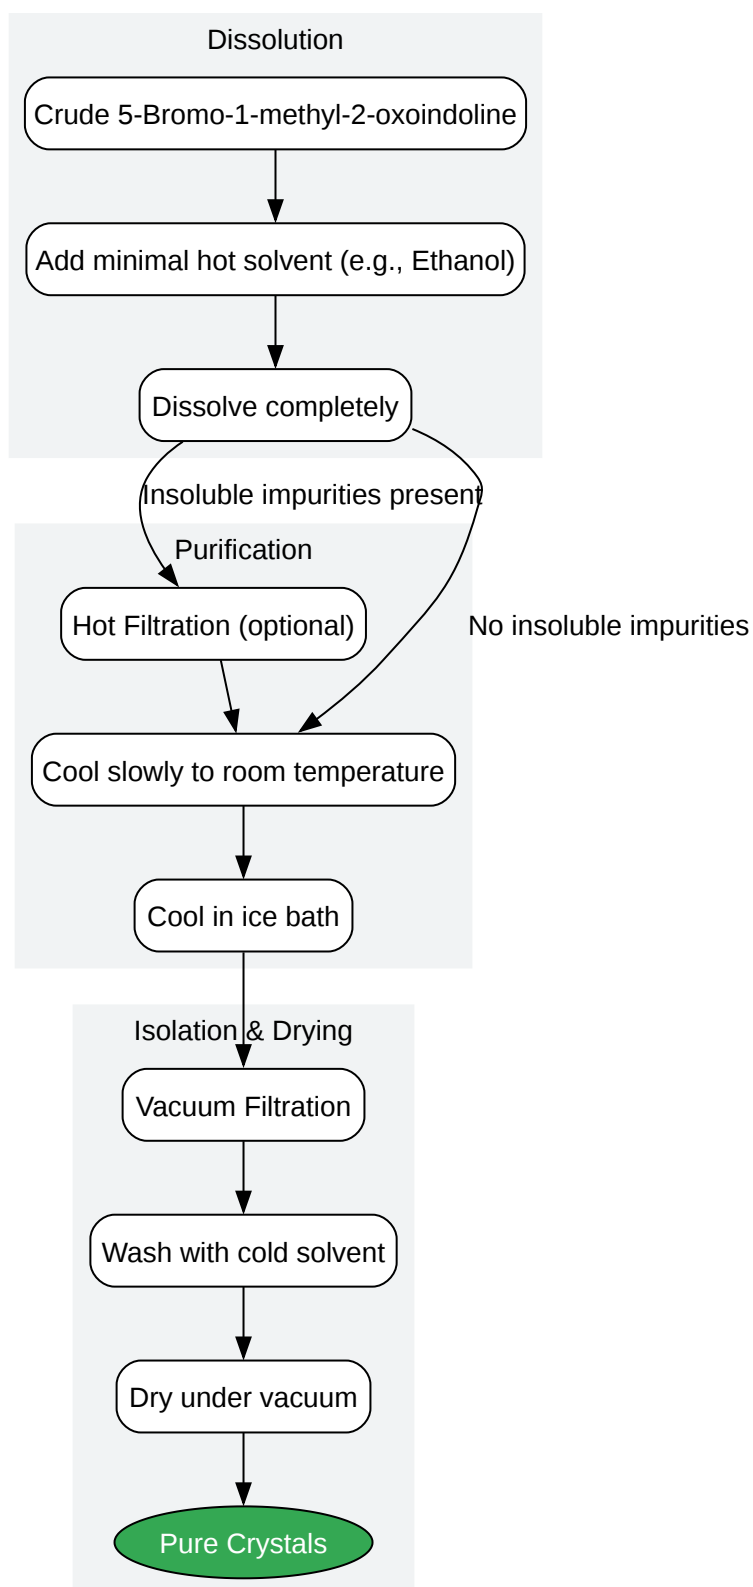 Dissolution
Crude 5-Bromo-1-methyl-2-oxoindoline
Add minimal hot solvent (e.g., Ethanol)
Dissolve completely
Insoluble impurities present
Purification
Hot Filtration (optional)
No insoluble impurities
Cool slowly to room temperature
Cool in ice bath
Isolation & Drying
Vacuum Filtration
Wash with cold solvent
Dry under vacuum
Pure Crystals